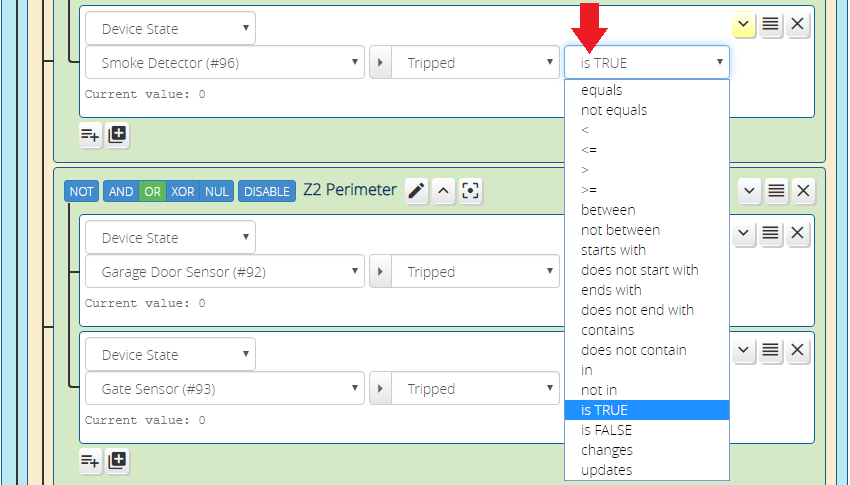 Device State
Smoke Detector (#96) Tripped is TRUE
Current value: 0
equals
not equals
<
<=
>
>=
between
not between
starts with
does not start with
ends with
does not end with
contains
does not contain
in
not in
is TRUE
is FALSE
changes
updates
NOT AND OR XOR NUL DISABLE Z2 Perimeter
Device State
Garage Door Sensor (#92) Tripped
Current value: 0
Device State
Gate Sensor (#93) Tripped
Current value: 0